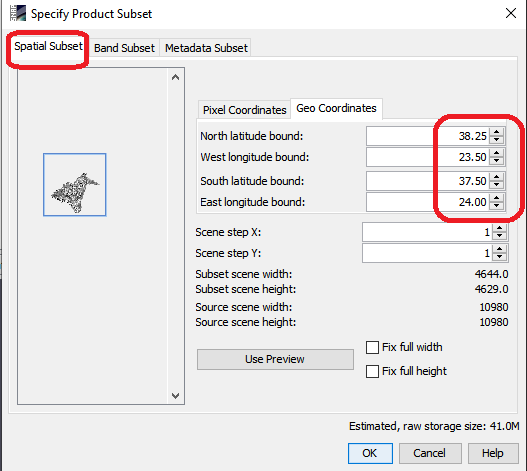 Specify Product Subset
Spatial Subset Band Subset Metadata Subset
Pixel Coordinates Geo Coordinates
North latitude bound: 38.25
West longitude bound: 23.50
South latitude bound: 37.50
East longitude bound: 24.00
Scene step X: 1
Scene step Y: 1
Subset scene width: 4644.0
Subset scene height: 4629.0
Source scene width: 10980
Source scene height: 10980
Use Preview
Fix full width
Fix full height
Estimated, raw storage size: 41.0M
OK Cancel Help